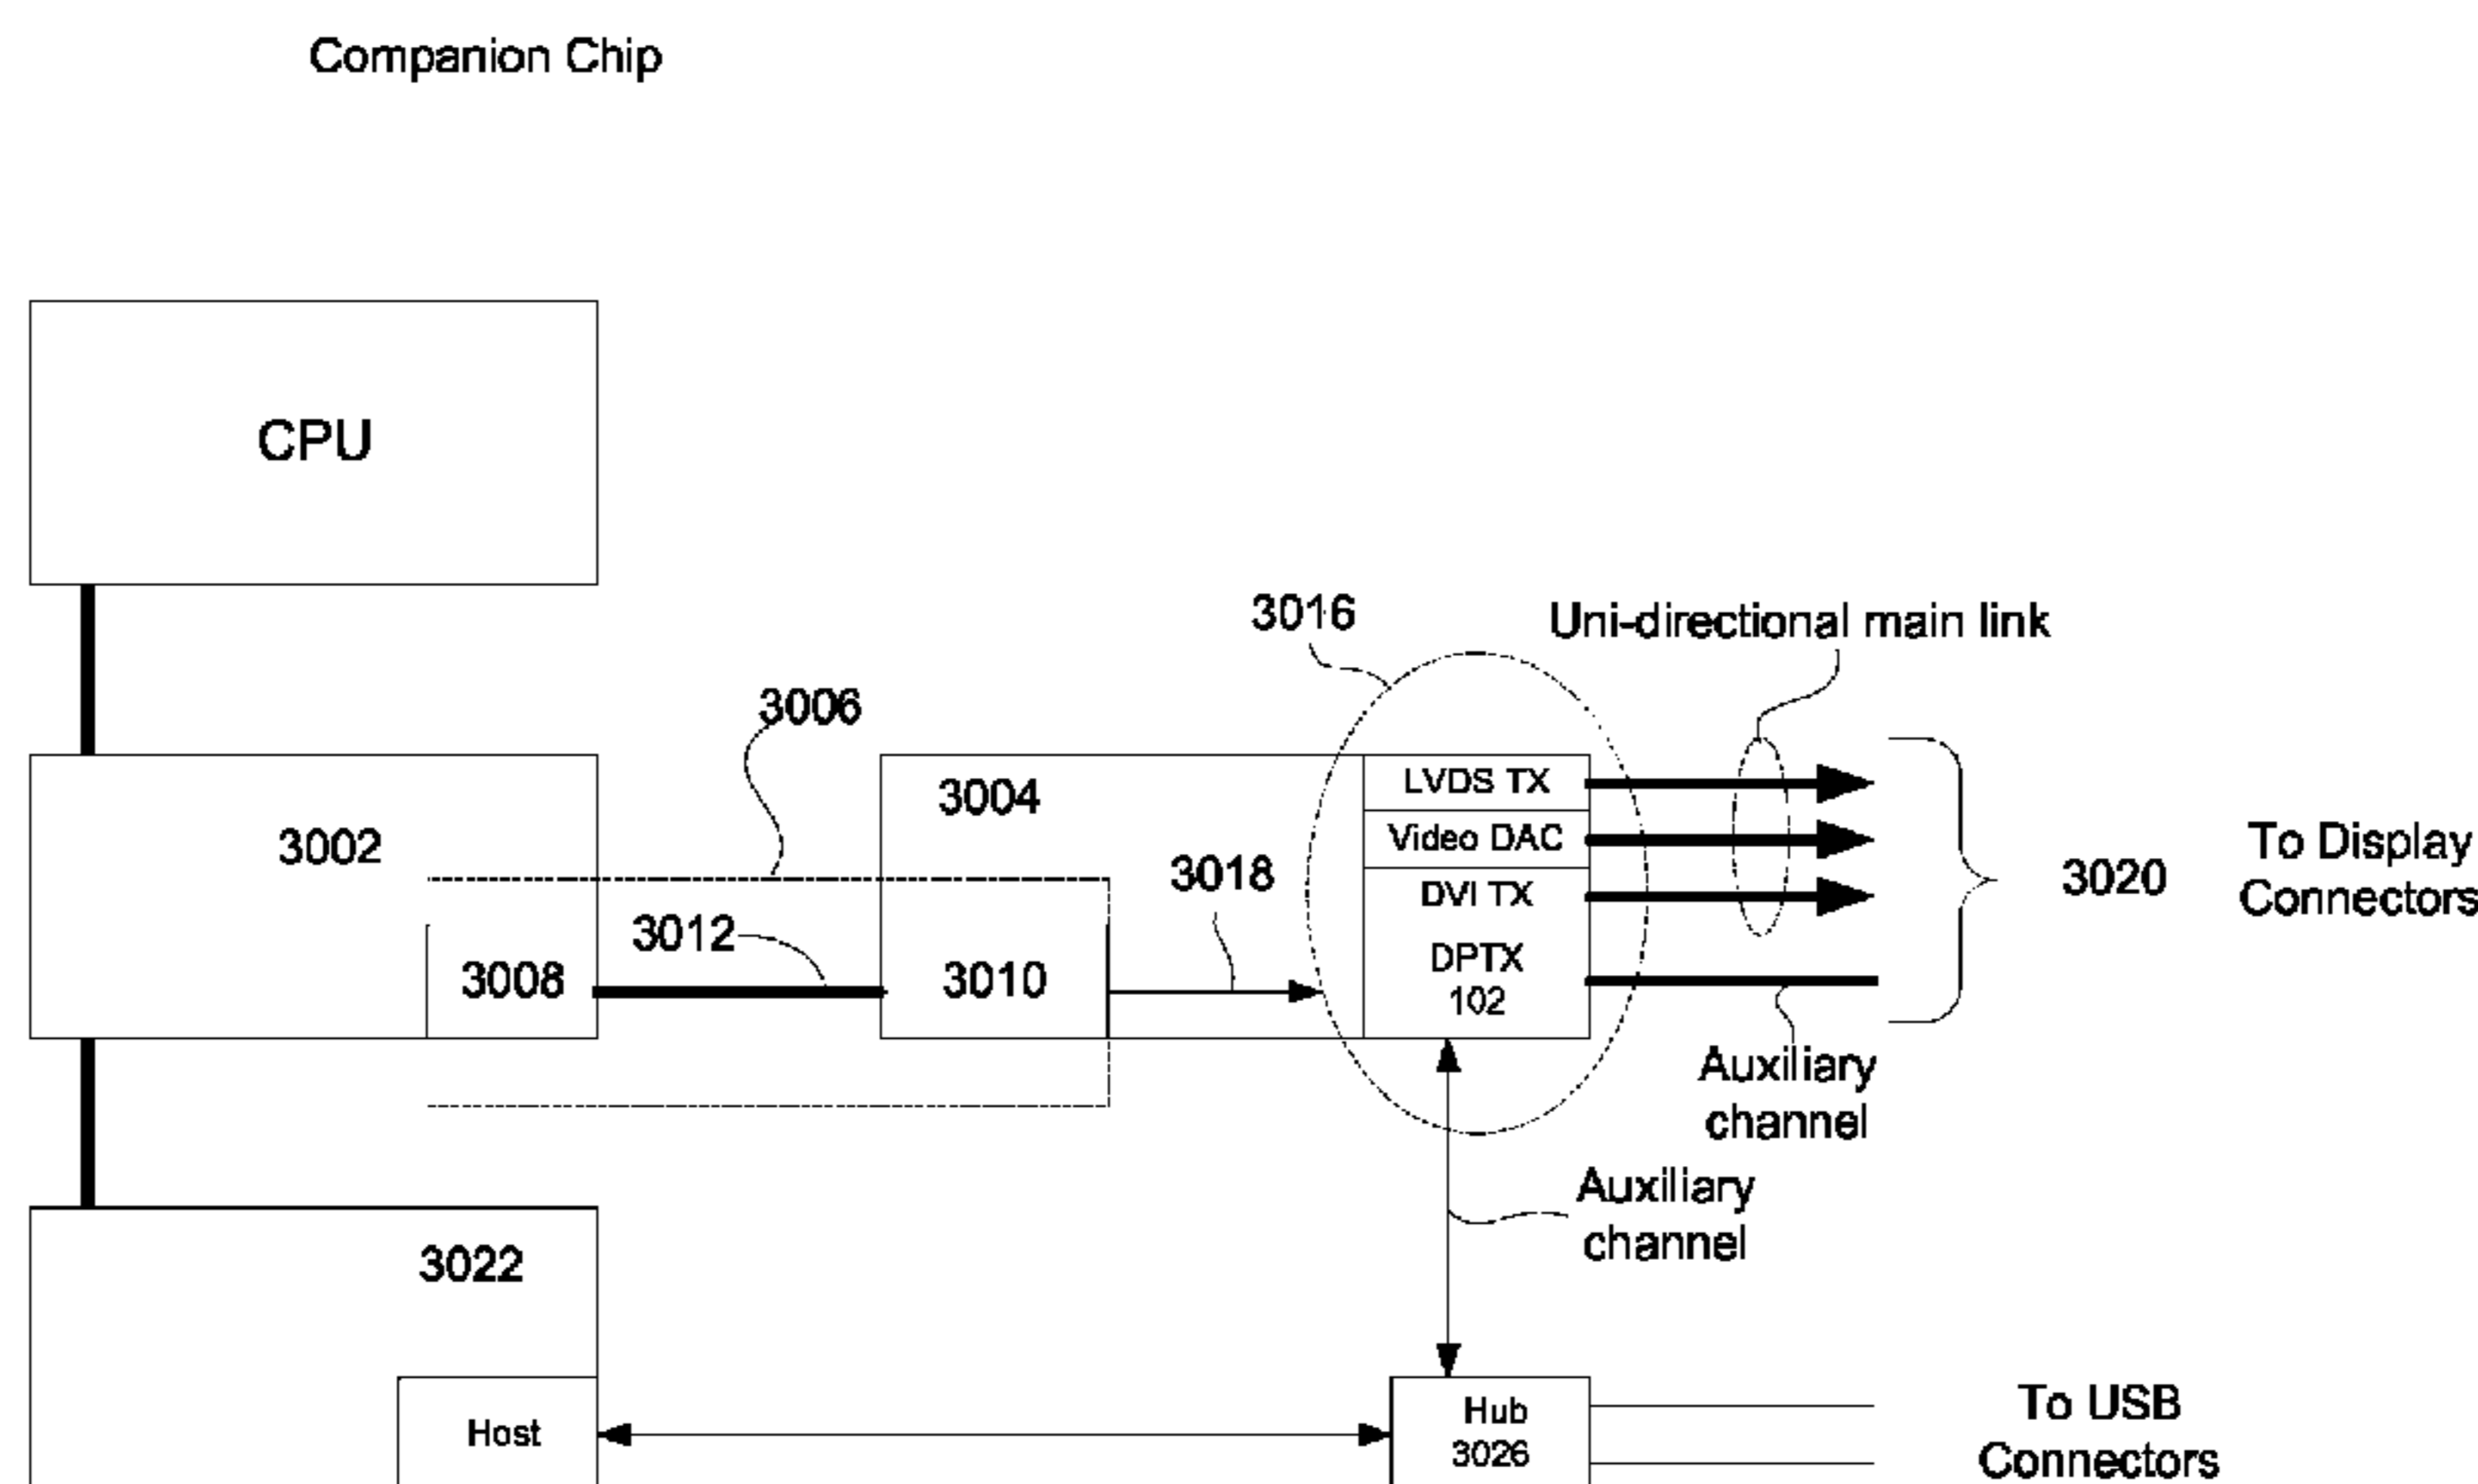 Companion Chip
CPU
3016
Uni-directional main link
3006
LVDS TX
3004
Video DAC
3002
3018
To Display
Connectors
3020
DVI TX
3012
DPTX
102
3008
3010
Auxiliary
channel
Auxiliary
channel
3022
Host
Hub
3026
To USB
Connectors